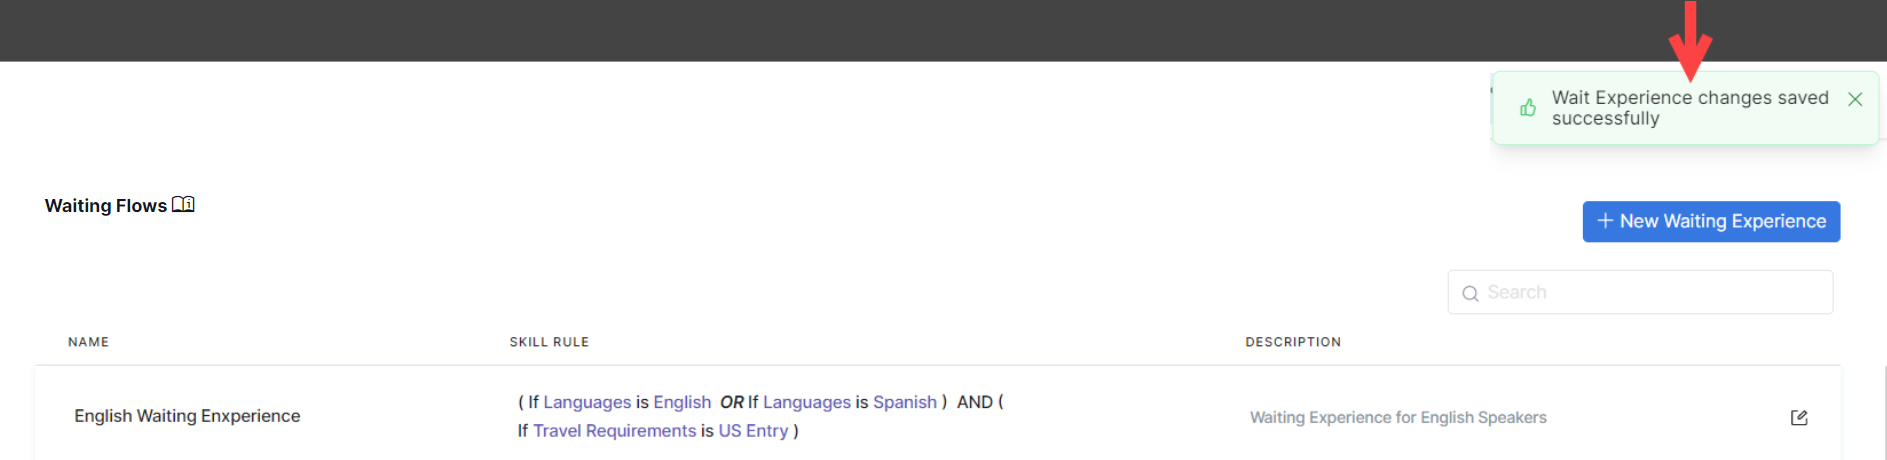 Wait Experience changes saved
successfully
Waiting Flows
New Waiting Experience
Search
NAME SKILL RULE DESCRIPTION
English Waiting Enxperience
( If Languages is English OR If Languages is Spanish ) AND (
If Travel Requirements is US Entry )
Waiting Experience for English Speakers